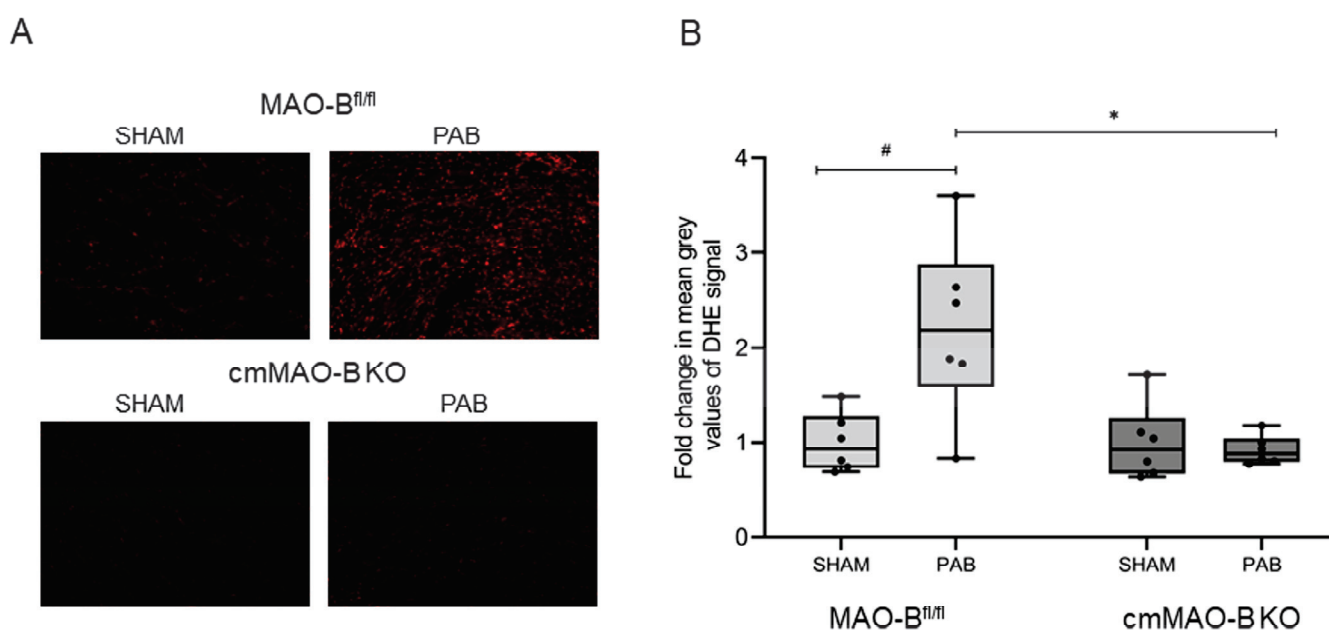 A
MAO-Bfl/fl
SHAM PAB
cmMAO-B KO
SHAM PAB
B
*
#
Fold change in mean grey
values of DHE signal
4
3
2
1
0
SHAM PAB SHAM PAB
MAO-Bfl/fl cmMAO-B KO